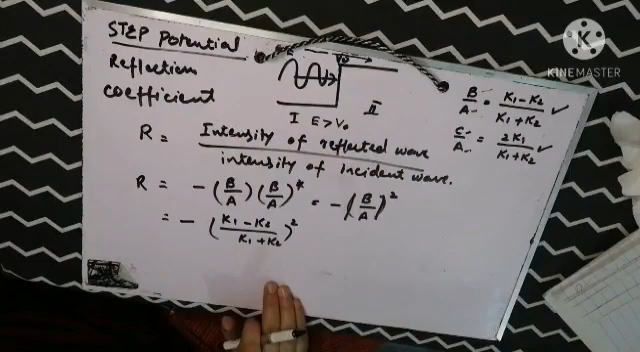 STEP Potential
Reflection
coefficient
V₀
E
I E>V₀
II
B/A = K₁-K₂/K₁+K₂ ✓
C/A = 2K₁/K₁+K₂ ✓
R = Intensity of reflected wave
intensity of Incident wave.
R = -(B/A)(B/A)* = -(B/A)²
= -(K₁-K₂/K₁+K₂)²
K
KINEMASTER